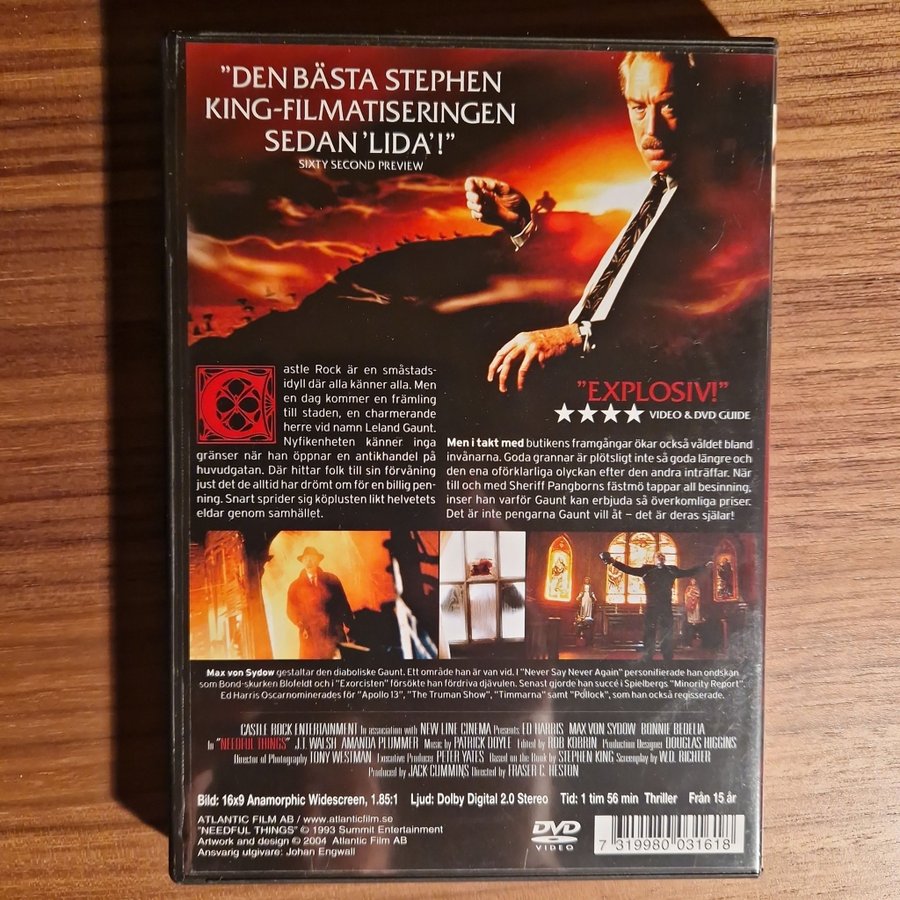 "DEN BÄSTA STEPHEN
KING-FILMATISERINGEN
SEDAN 'LIDA'!"
SIXTY SECOND PREVIEW
C
astle Rock är en småstads-
idyll där alla känner alla. Men
en dag kommer en främling
till staden, en charmerande
herre vid namn Leland Gaunt.
Nyfikenheten känner inga
gränser när han öppnar en antikhandel på
huvudgatan. Där hittar folk till sin förvåning
just det de alltid har drömt om för en billig pen-
ning. Snart sprider sig köplusten likt helvetets
eldar genom samhället.
"EXPLOSIV!"
★★★★ VIDEO & DVD GUIDE
Men i takt med butikens framgångar ökar också våldet bland
invånarna. Goda grannar är plötsligt inte så goda längre och
den ena oförklarliga olyckan efter den andra inträffar. När
till och med Sheriff Pangborns fästmö tappar all besinning,
inser han varför Gaunt kan erbjuda så överkomliga priser.
Det är inte pengarna Gaunt vill åt – det är deras själar!
Max von Sydow gestaltar den diaboliske Gaunt. Ett område han är van vid. I "Never Say Never Again" personifierade han ondskan
som Bond-skurken Blofeldt och i "Exorcisten" försökte han fördriva djävulen. Senast gjorde han succé i Spielbergs "Minority Report".
Ed Harris Oscarnominerades för "Apollo 13", "The Truman Show", "Timmarna" samt "Pollock", som han också regisserade.
CASTLE ROCK ENTERTAINMENT In association with NEW LINE CINEMA Presents ED HARRIS MAX VON SYDOW BONNIE BEDELIA
In "NEEDFUL THINGS" J.T. WALSH AMANDA PLUMMER Music by PATRICK DOYLE Edited by ROB KOBRIN Production Designer DOUGLAS HIGGINS
Director of Photography TONY WESTMAN Executive Producer PETER YATES Based on the Book by STEPHEN KING Screenplay by W.D. RICHTER
Produced by JACK CUMMINS Directed by FRASER C. HESTON
Bild: 16x9 Anamorphic Widescreen, 1.85:1 Ljud: Dolby Digital 2.0 Stereo Tid: 1 tim 56 min Thriller Från 15 år
ATLANTIC FILM AB / www.atlanticfilm.se
"NEEDFUL THINGS" © 1993 Summit Entertainment
Artwork and design © 2004 Atlantic Film AB
Ansvarig utgivare: Johan Engwall
DVD
VIDEO
7 319980 031618